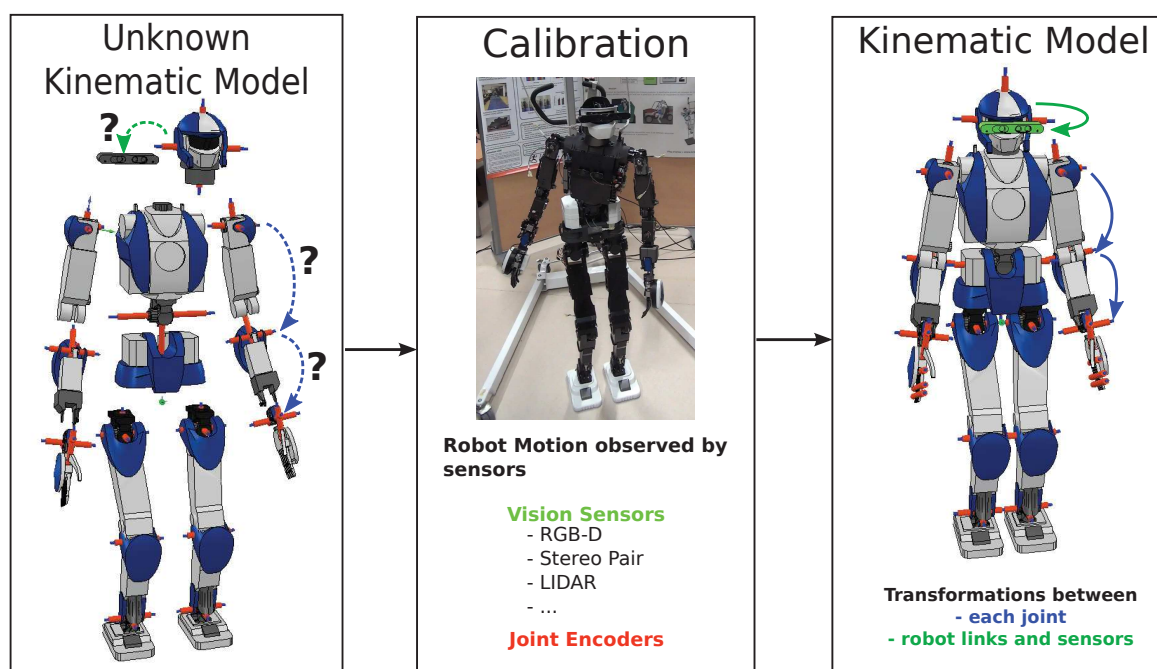 Unknown
Kinematic Model
?
?
?
Calibration
Robot Motion observed by
sensors
Vision Sensors
- RGB-D
- Stereo Pair
- LIDAR
- ...
Joint Encoders
Kinematic Model
Transformations between
- each joint
- robot links and sensors